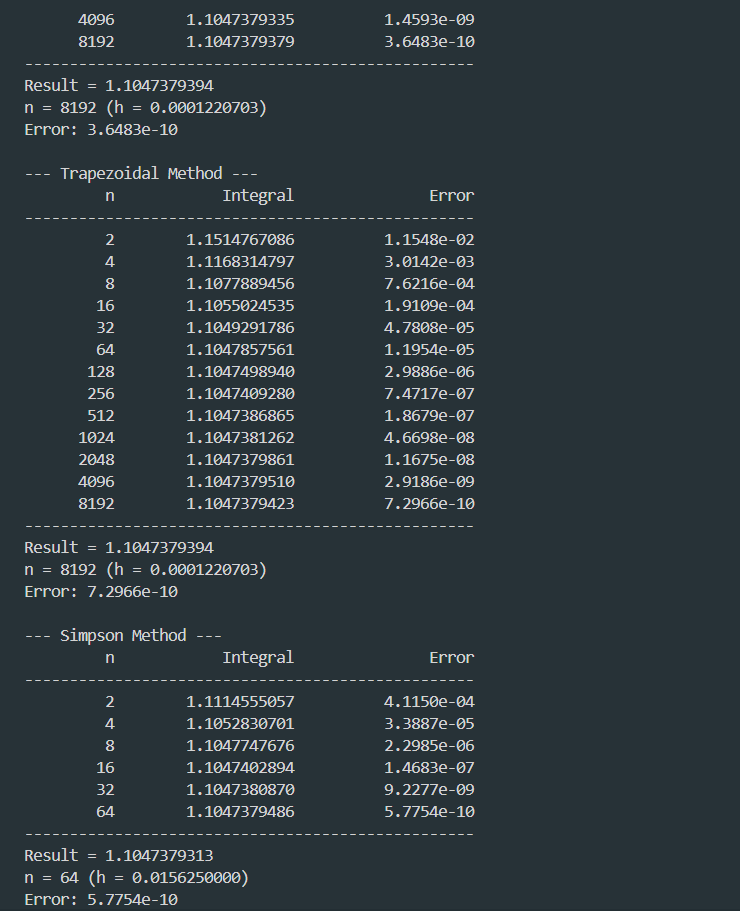 4096 1.1047379335 1.4593e-09
8192 1.1047379379 3.6483e-10
--------------------------------------------------
Result = 1.1047379394
n = 8192 (h = 0.0001220703)
Error: 3.6483e-10
--- Trapezoidal Method ---
n Integral Error
--------------------------------------------------
2 1.1514767086 1.1548e-02
4 1.1168314797 3.0142e-03
8 1.1077889456 7.6216e-04
16 1.1055024535 1.9109e-04
32 1.1049291786 4.7808e-05
64 1.1047857561 1.1954e-05
128 1.1047498940 2.9886e-06
256 1.1047409280 7.4717e-07
512 1.1047386865 1.8679e-07
1024 1.1047381262 4.6698e-08
2048 1.1047379861 1.1675e-08
4096 1.1047379510 2.9186e-09
8192 1.1047379423 7.2966e-10
--------------------------------------------------
Result = 1.1047379394
n = 8192 (h = 0.0001220703)
Error: 7.2966e-10
--- Simpson Method ---
n Integral Error
--------------------------------------------------
2 1.1114555057 4.1150e-04
4 1.1052830701 3.3887e-05
8 1.1047747676 2.2985e-06
16 1.1047402894 1.4683e-07
32 1.1047380870 9.2277e-09
64 1.1047379486 5.7754e-10
--------------------------------------------------
Result = 1.1047379313
n = 64 (h = 0.0156250000)
Error: 5.7754e-10